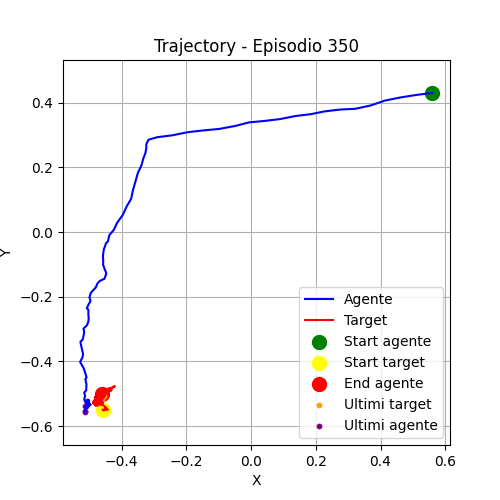 Trajectory - Episodio 350
Y
0.4
0.2
0.0
−0.2
−0.4
−0.6
−0.4
−0.2
0.0
0.2
0.4
0.6
X
Agente
Target
Start agente
Start target
End agente
Ultimi target
Ultimi agente